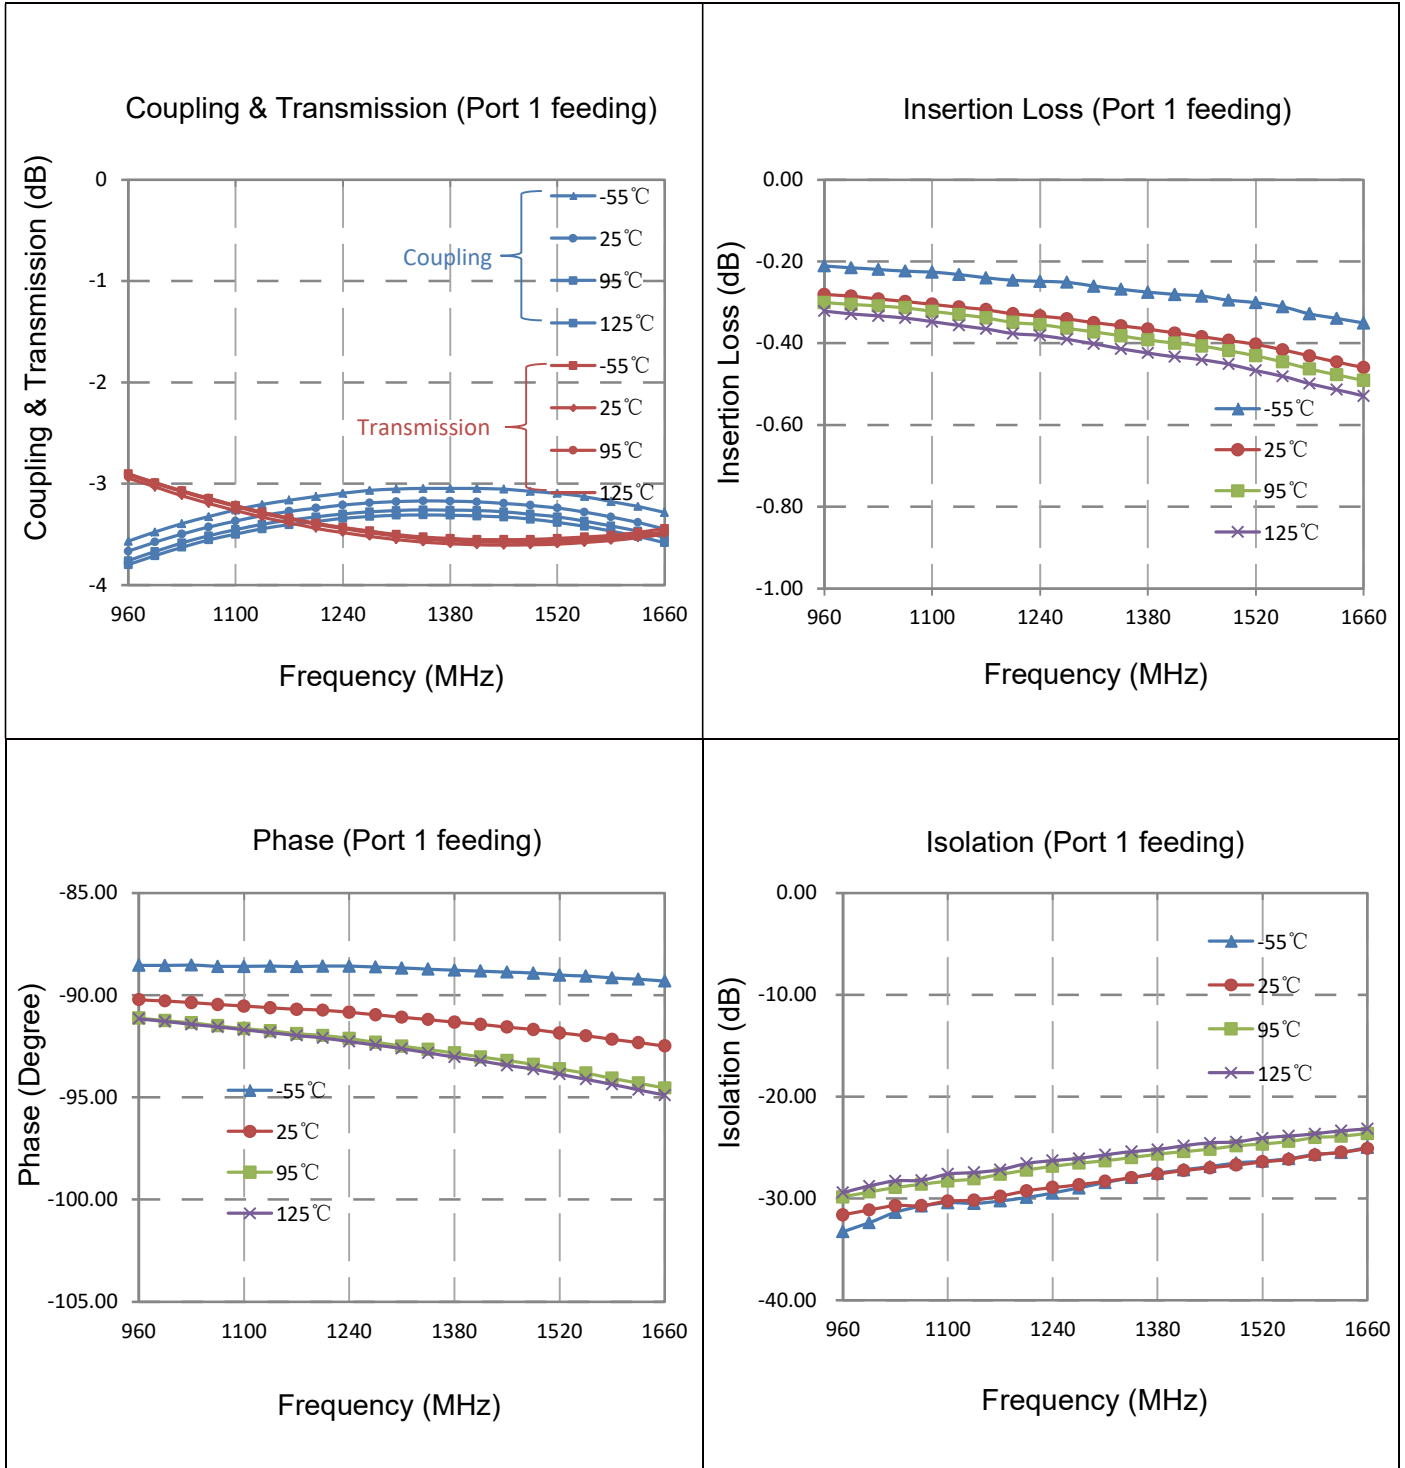 Coupling & Transmission (Port 1 feeding)
Coupling & Transmission (dB)
0
-1
-2
-3
-4
-55℃
25℃
95℃
125℃
Coupling
-55℃
25℃
95℃
125℃
Transmission
960 1100 1240 1380 1520 1660
Frequency (MHz)
Insertion Loss (Port 1 feeding)
Insertion Loss (dB)
0.00
-0.20
-0.40
-0.60
-0.80
-1.00
-55℃
25℃
95℃
125℃
960 1100 1240 1380 1520 1660
Frequency (MHz)
Phase (Port 1 feeding)
Phase (Degree)
-85.00
-90.00
-95.00
-100.00
-105.00
-55℃
25℃
95℃
125℃
960 1100 1240 1380 1520 1660
Frequency (MHz)
Isolation (Port 1 feeding)
Isolation (dB)
0.00
-10.00
-20.00
-30.00
-40.00
-55℃
25℃
95℃
125℃
960 1100 1240 1380 1520 1660
Frequency (MHz)